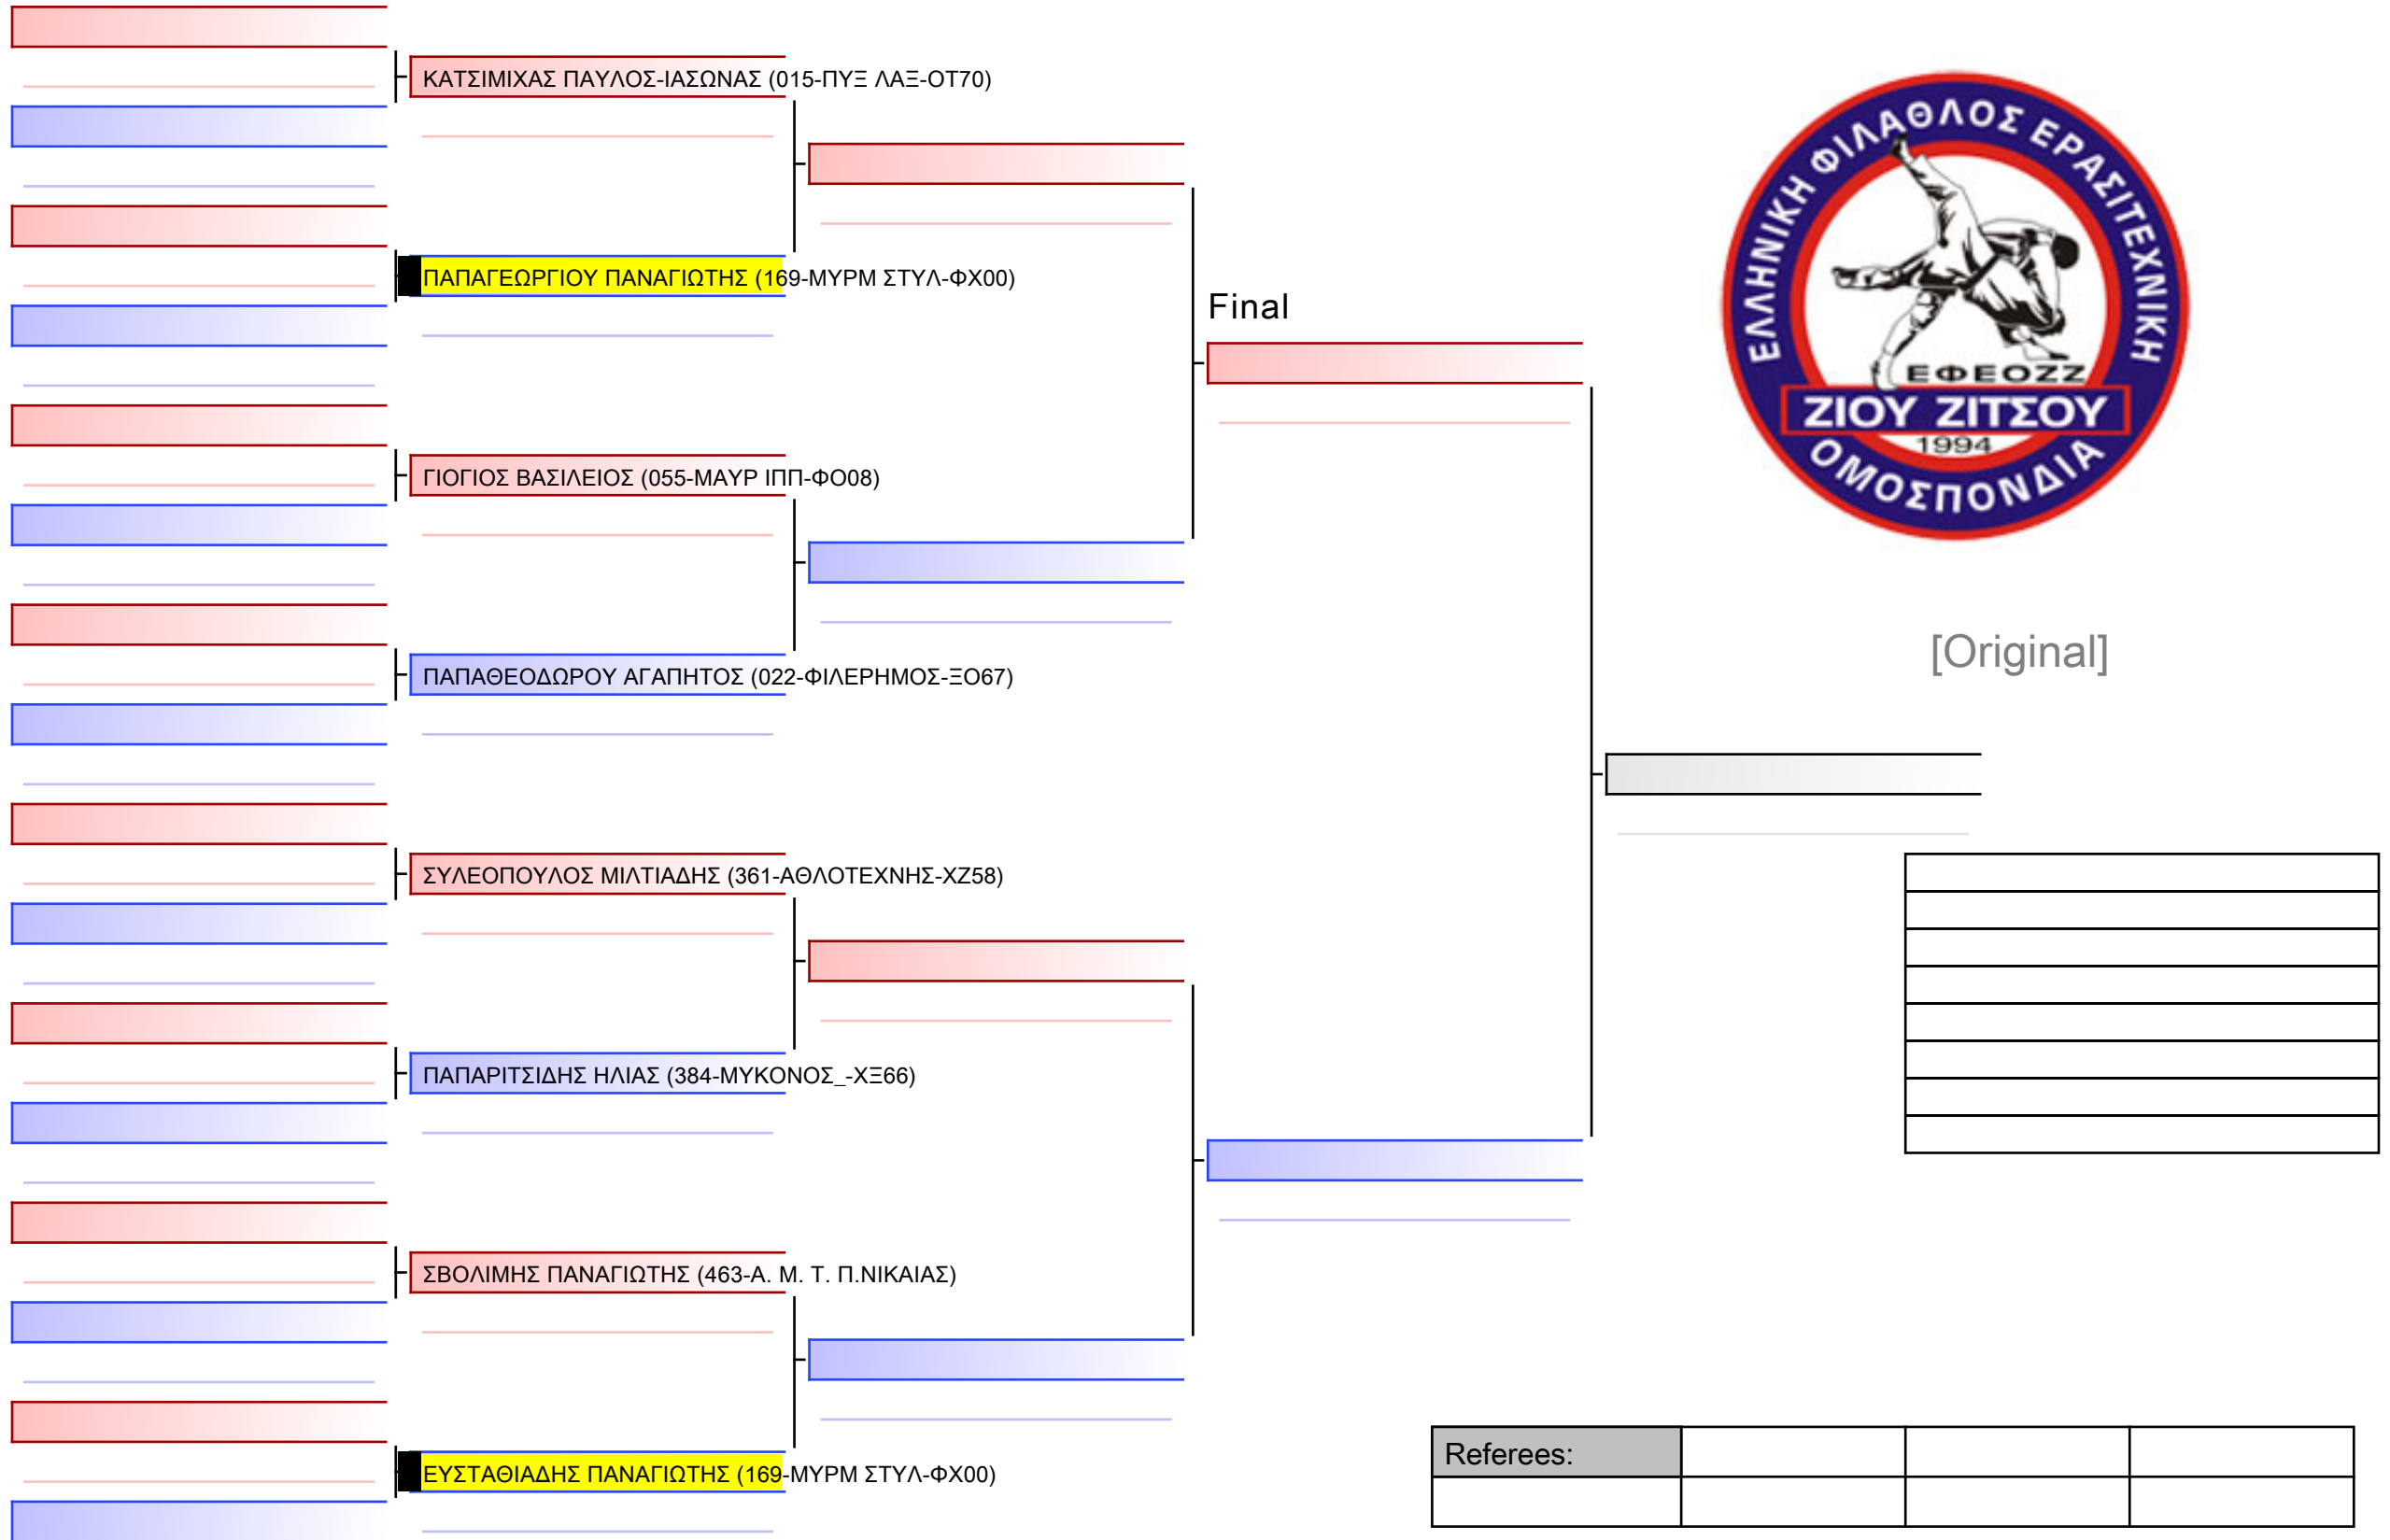 ΚΑΤΣΙΜΙΧΑΣ ΠΑΥΛΟΣ-ΙΑΣΩΝΑΣ (015-ΠΥΞ ΛΑΞ-ΟΤ70)
ΠΑΠΑΓΕΩΡΓΙΟΥ ΠΑΝΑΓΙΩΤΗΣ (169-ΜΥΡΜ ΣΤΥΛ-ΦΧ00)
ΓΙΟΓΙΟΣ ΒΑΣΙΛΕΙΟΣ (055-ΜΑΥΡ ΙΠΠ-ΦΟ08)
ΠΑΠΑΘΕΟΔΩΡΟΥ ΑΓΑΠΗΤΟΣ (022-ΦΙΛΕΡΗΜΟΣ-ΞΟ67)
ΣΥΛΕΟΠΟΥΛΟΣ ΜΙΛΤΙΑΔΗΣ (361-ΑΘΛΟΤΕΧΝΗΣ-ΧΖ58)
ΠΑΠΑΡΙΤΣΙΔΗΣ ΗΛΙΑΣ (384-ΜΥΚΟΝΟΣ_-ΧΞ66)
ΣΒΟΛΙΜΗΣ ΠΑΝΑΓΙΩΤΗΣ (463-Α. Μ. Τ. Π.ΝΙΚΑΙΑΣ)
ΕΥΣΤΑΘΙΑΔΗΣ ΠΑΝΑΓΙΩΤΗΣ (169-ΜΥΡΜ ΣΤΥΛ-ΦΧ00)
Final
ΕΛΛΗΝΙΚΗ ΦΙΛΑΘΛΟΣ ΕΡΑΣΙΤΕΧΝΙΚΗ
ΕΦΕΟΖΖ
ΖΙΟΥ ΖΙΤΣΟΥ
1994
ΟΜΟΣΠΟΝΔΙΑ
[Original]
Referees: